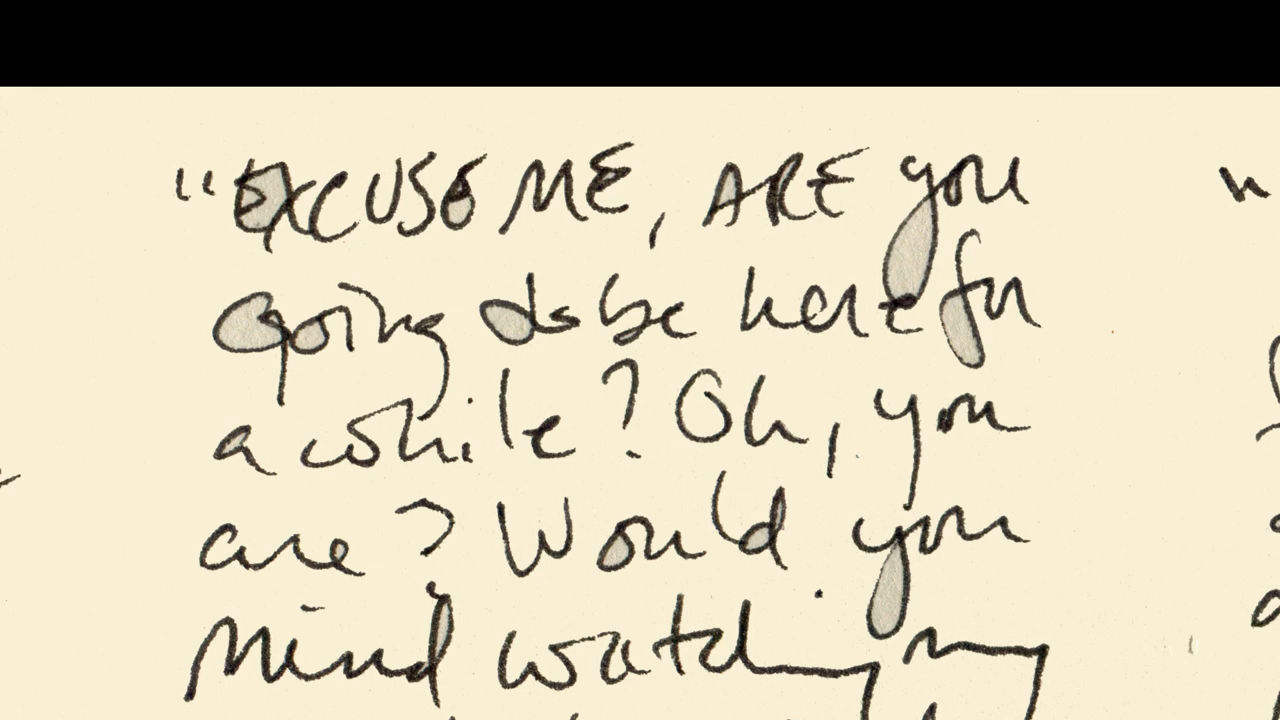 "EXCUSE ME, ARE you
going to be here for
a while? Oh, you
are? Would you
mind watching my